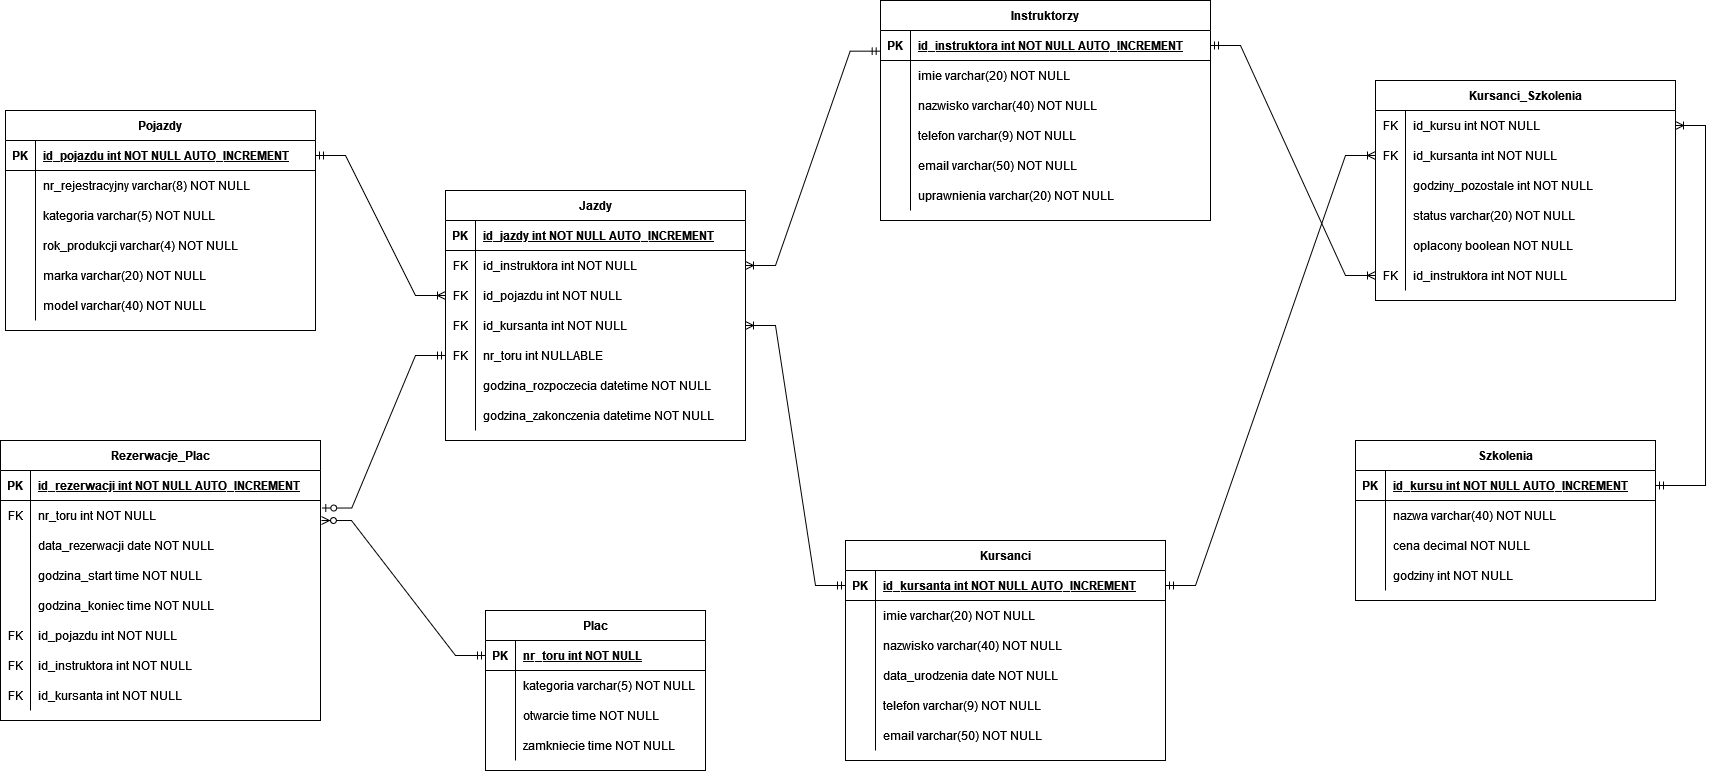 Instruktorzy
PK id_instruktora int NOT NULL AUTO_INCREMENT
imie varchar(20) NOT NULL
nazwisko varchar(40) NOT NULL
telefon varchar(9) NOT NULL
email varchar(50) NOT NULL
uprawnienia varchar(20) NOT NULL
Kursanci_Szkolenia
FK id_kursu int NOT NULL
FK id_kursanta int NOT NULL
godziny_pozostale int NOT NULL
status varchar(20) NOT NULL
oplacony boolean NOT NULL
FK id_instruktora int NOT NULL
Pojazdy
PK id_pojazdu int NOT NULL AUTO_INCREMENT
nr_rejestracyjny varchar(8) NOT NULL
kategoria varchar(5) NOT NULL
rok_produkcji varchar(4) NOT NULL
marka varchar(20) NOT NULL
model varchar(40) NOT NULL
Jazdy
PK id_jazdy int NOT NULL AUTO_INCREMENT
FK id_instruktora int NOT NULL
FK id_pojazdu int NOT NULL
FK id_kursanta int NOT NULL
FK nr_toru int NULLABLE
godzina_rozpoczecia datetime NOT NULL
godzina_zakonczenia datetime NOT NULL
Rezerwacje_Plac
PK id_rezerwacji int NOT NULL AUTO_INCREMENT
FK nr_toru int NOT NULL
data_rezerwacji date NOT NULL
godzina_start time NOT NULL
godzina_koniec time NOT NULL
FK id_pojazdu int NOT NULL
FK id_instruktora int NOT NULL
FK id_kursanta int NOT NULL
Szkolenia
PK id_kursu int NOT NULL AUTO_INCREMENT
nazwa varchar(40) NOT NULL
cena decimal NOT NULL
godziny int NOT NULL
Kursanci
PK id_kursanta int NOT NULL AUTO_INCREMENT
imie varchar(20) NOT NULL
nazwisko varchar(40) NOT NULL
data_urodzenia date NOT NULL
telefon varchar(9) NOT NULL
email varchar(50) NOT NULL
Plac
PK nr_toru int NOT NULL
kategoria varchar(5) NOT NULL
otwarcie time NOT NULL
zamkniecie time NOT NULL